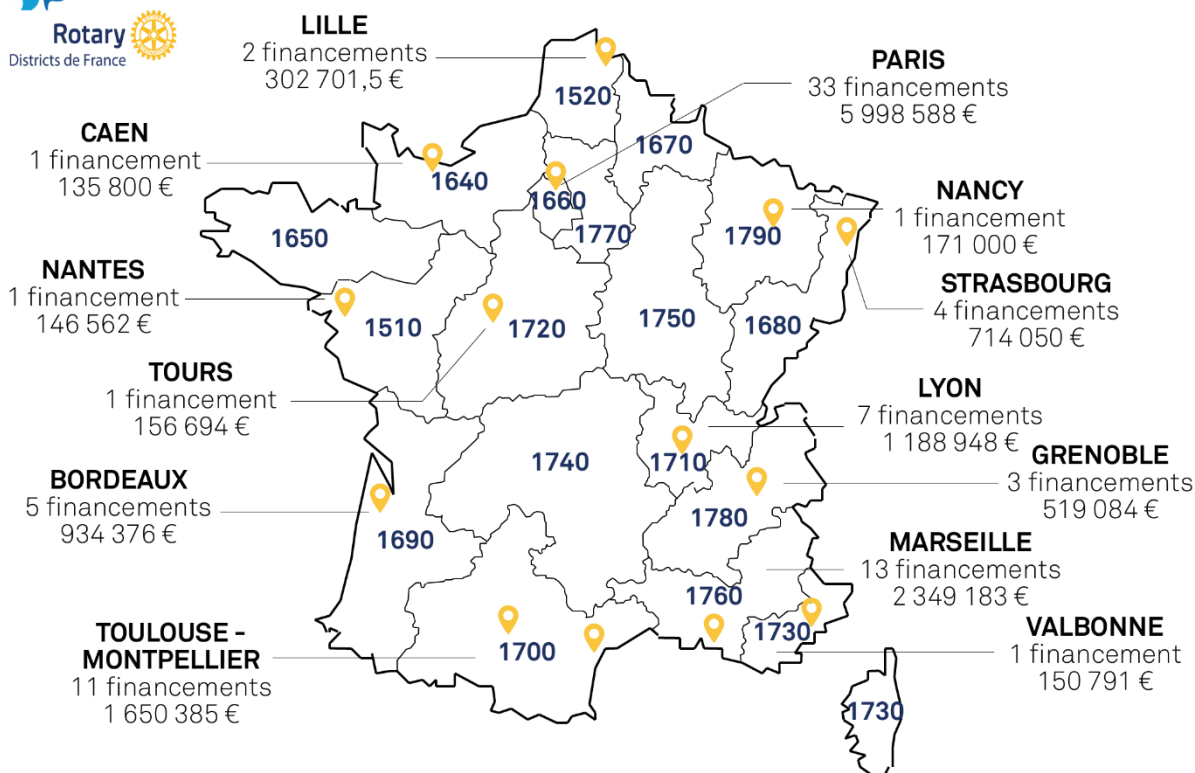 Rotary
Districts de France
LILLE
2 financements
302 701,5 €
PARIS
33 financements
5 998 588 €
CAEN
1 financement
135 800 €
NANCY
1 financement
171 000 €
NANTES
1 financement
146 562 €
STRASBOURG
4 financements
714 050 €
TOURS
1 financement
156 694 €
LYON
7 financements
1 188 948 €
BORDEAUX
5 financements
934 376 €
GRENOBLE
3 financements
519 084 €
MARSEILLE
13 financements
2 349 183 €
TOULOUSE -
MONTPELLIER
11 financements
1 650 385 €
VALBONNE
1 financement
150 791 €
1520
1670
1640
1660
1770
1790
1650
1510
1720
1750
1680
1740
1710
1780
1690
1760
1700
1730
1730